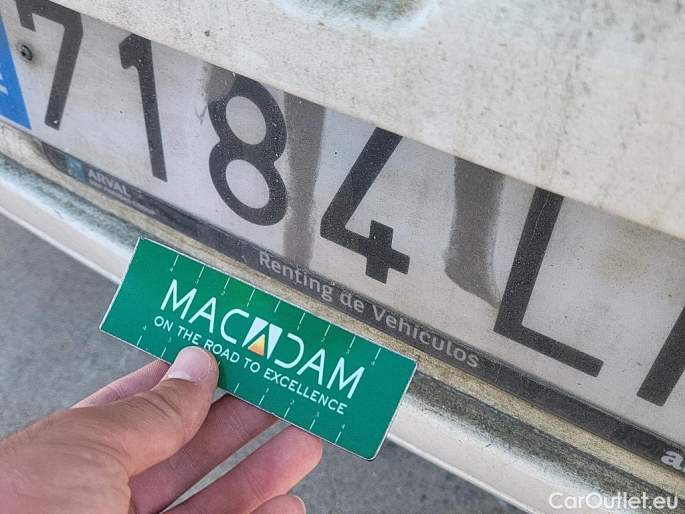 7184 L
ARVAL
Renting de Vehículos
MACADAM
ON THE ROAD TO EXCELLENCE
CarOutlet.eu